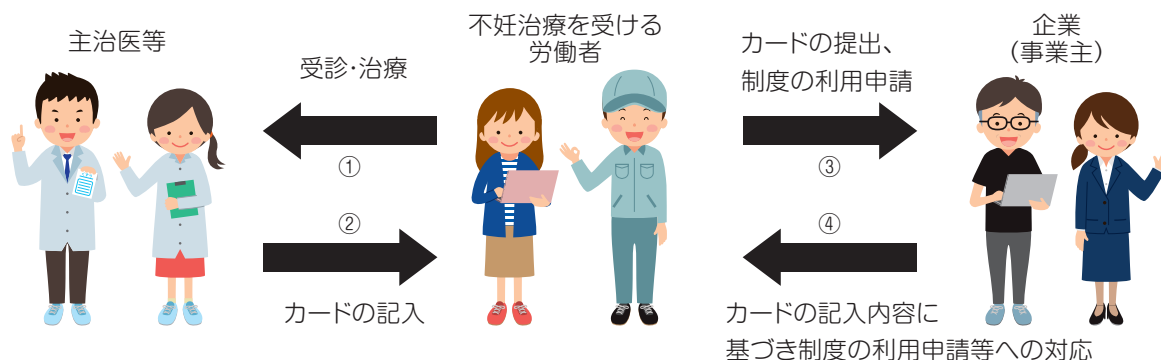 主治医等
受診・治療
①
②
カードの記入
不妊治療を受ける
労働者
カードの提出、
制度の利用申請
③
④
カードの記入内容に
基づき制度の利用申請等への対応
企業
(事業主)